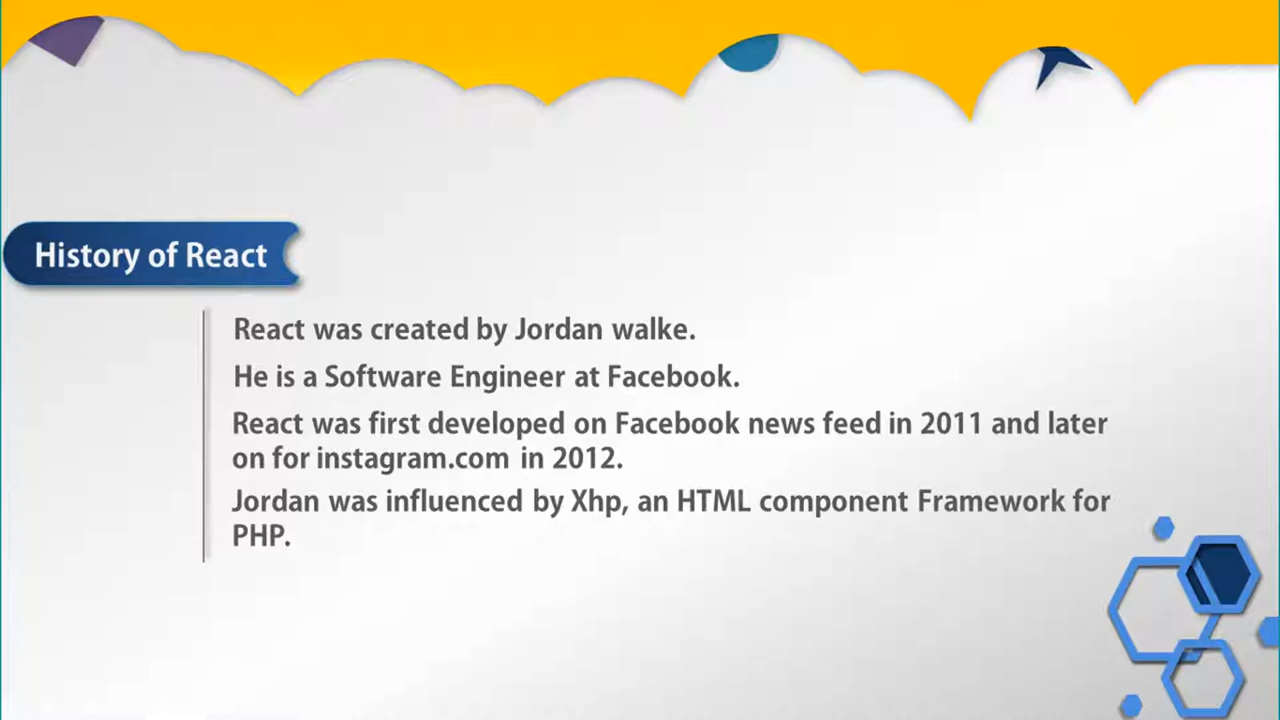 History of React
React was created by Jordan walke.
He is a Software Engineer at Facebook.
React was first developed on Facebook news feed in 2011 and later
on for instagram.com in 2012.
Jordan was influenced by Xhp, an HTML component Framework for
PHP.